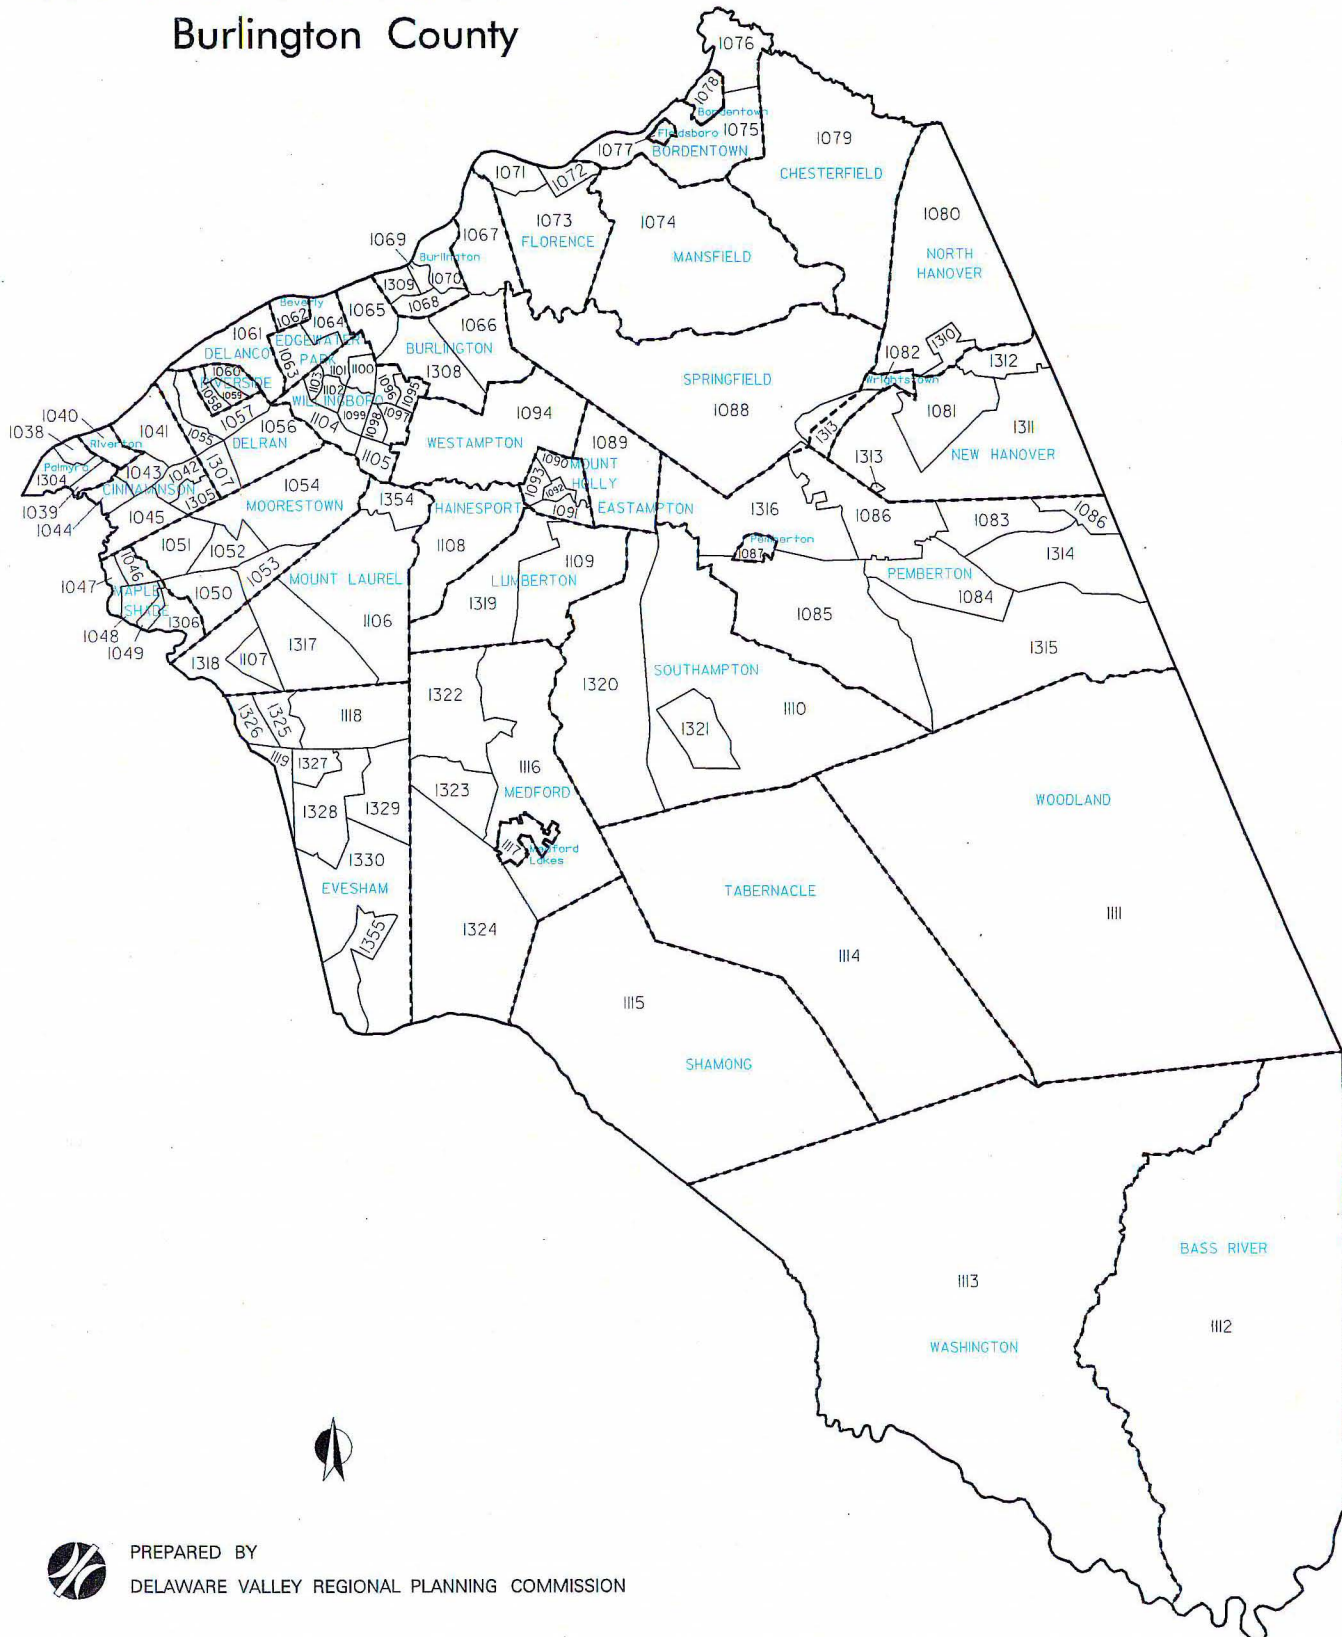 Burlington County
1076
1078
Bordentown
Fieldsboro
1075
1077
BORDENTOWN
1079
CHESTERFIELD
1071
1072
1073
FLORENCE
1074
MANSFIELD
1080
NORTH
HANOVER
1069
1067
Burlington
1309
1070
1068
Beverly
1062
1064
1065
1061
EDGEWATER
PARK
DELANCO
1063
1066
BURLINGTON
1308
1060
RIVERSIDE
1058
1059
1103
1101
1100
1102
WILLINGBORO
1099
1096
1095
1098
1097
1104
1105
1057
1056
1055
DELRAN
1307
SPRINGFIELD
1088
1082
1310
1312
Wrightstown
1081
1311
1313
1313
NEW HANOVER
1094
WESTAMPTON
1089
1090
MOUNT
HOLLY
1093
1092
1091
EASTAMPTON
1040
1038
Riverton
1041
Palmyra
1304
1043
1042
CINNAMINSON
1305
1039
1044
1045
1054
MOORESTOWN
1354
HAINESPORT
1316
1086
1083
1086
Pemberton
1087
1314
PEMBERTON
1084
1051
1052
1053
1046
1047
MAPLE
SHADE
1050
1048
1049
1306
MOUNT LAUREL
1106
1108
1109
LUMBERTON
1319
1085
1315
1318
1107
1317
1320
SOUTHAMPTON
1110
1321
1322
1326
1325
1118
1119
1327
1328
1329
1116
1323
MEDFORD
1117
Medford
Lakes
1330
EVESHAM
1355
1324
WOODLAND
1111
TABERNACLE
1114
1115
SHAMONG
BASS RIVER
1112
1113
WASHINGTON
PREPARED BY
DELAWARE VALLEY REGIONAL PLANNING COMMISSION